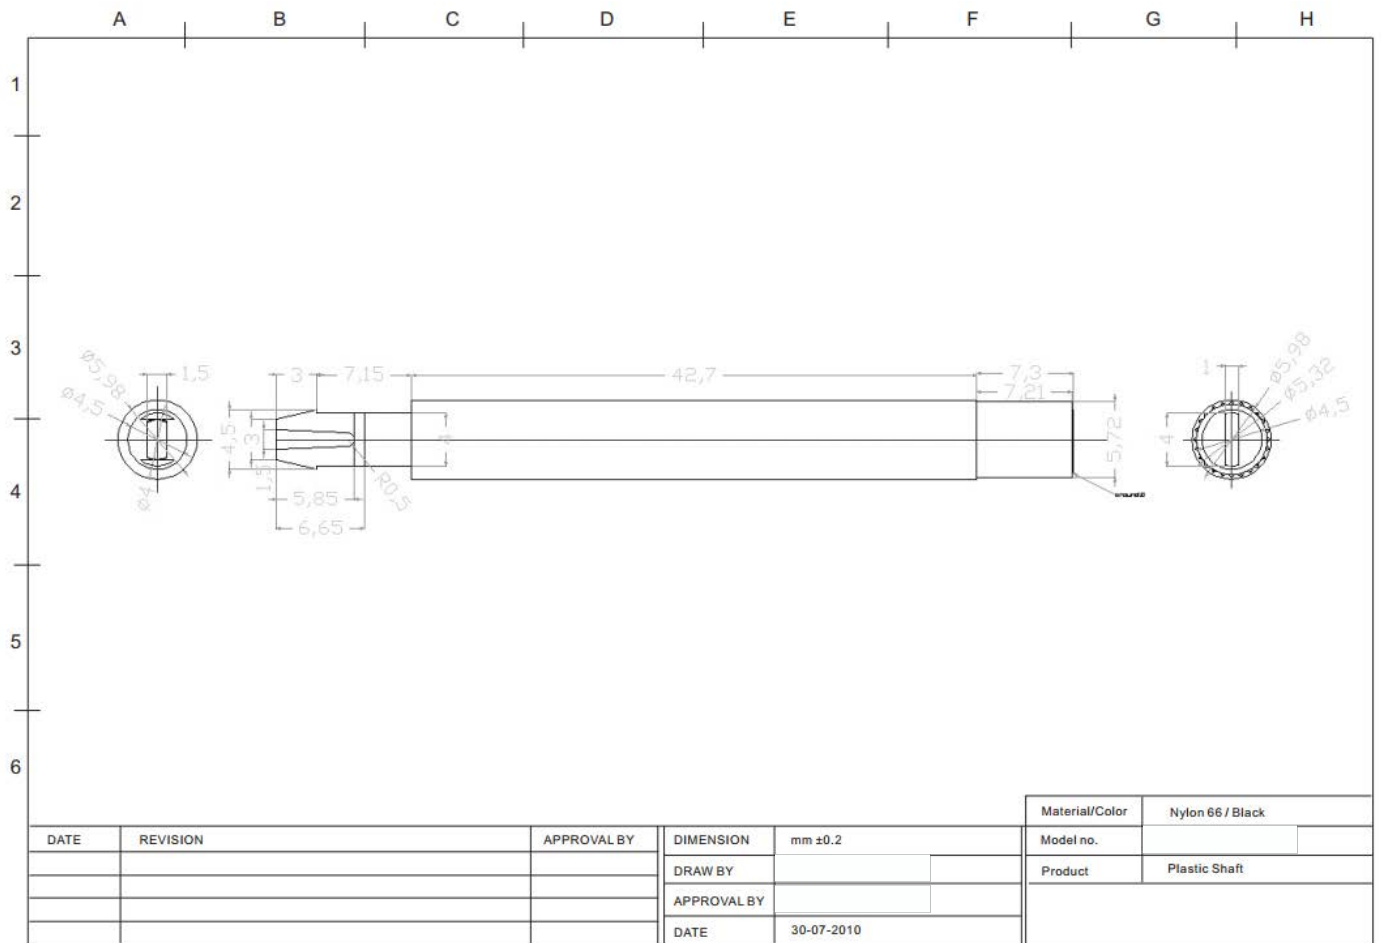 A B C D E F G H
1
2
3
4
5
6
Ø5,98
Ø4,5
1,5
Ø4
3
7,15
42,7
7,3
7,21
4,5
3
1,5
4
R0,5
5,85
6,65
5,72
1
4
Ø5,98
Ø5,32
Ø4,5
Material/Color Nylon 66 / Black
DATE REVISION APPROVAL BY DIMENSION mm ±0.2 Model no.
DRAW BY Product Plastic Shaft
APPROVAL BY
DATE 30-07-2010